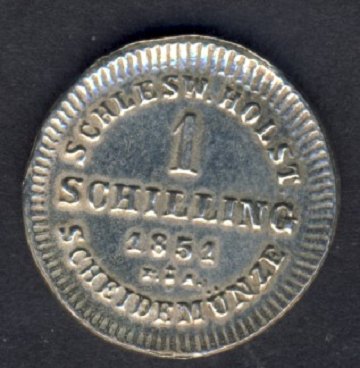 SCHLESW. HOLST
1
SCHILLING
1851
SCHEIDEMÜNZE